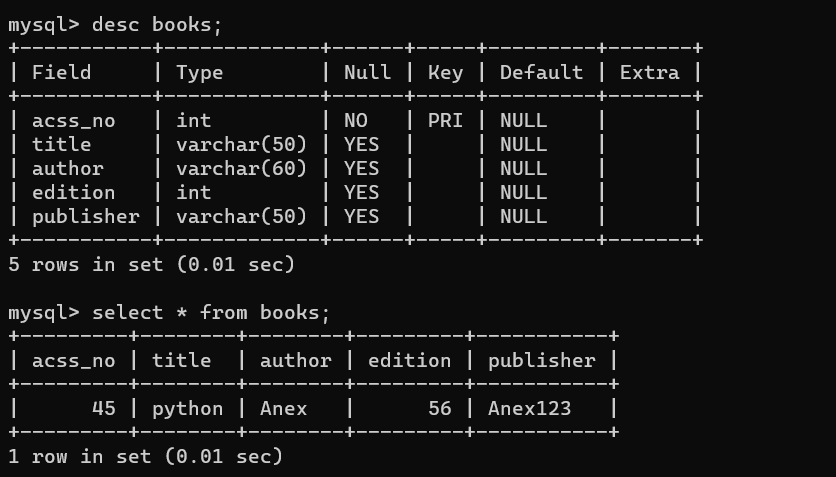 mysql> desc books;
+-----------+-------------+------+-----+---------+-------+
| Field     | Type        | Null | Key | Default | Extra |
+-----------+-------------+------+-----+---------+-------+
| acss_no   | int         | NO   | PRI | NULL    |       |
| title     | varchar(50) | YES  |     | NULL    |       |
| author    | varchar(60) | YES  |     | NULL    |       |
| edition   | int         | YES  |     | NULL    |       |
| publisher | varchar(50) | YES  |     | NULL    |       |
+-----------+-------------+------+-----+---------+-------+
5 rows in set (0.01 sec)

mysql> select * from books;
+---------+--------+--------+---------+-----------+
| acss_no | title  | author | edition | publisher |
+---------+--------+--------+---------+-----------+
|      45 | python | Anex   |      56 | Anex123   |
+---------+--------+--------+---------+-----------+
1 row in set (0.01 sec)